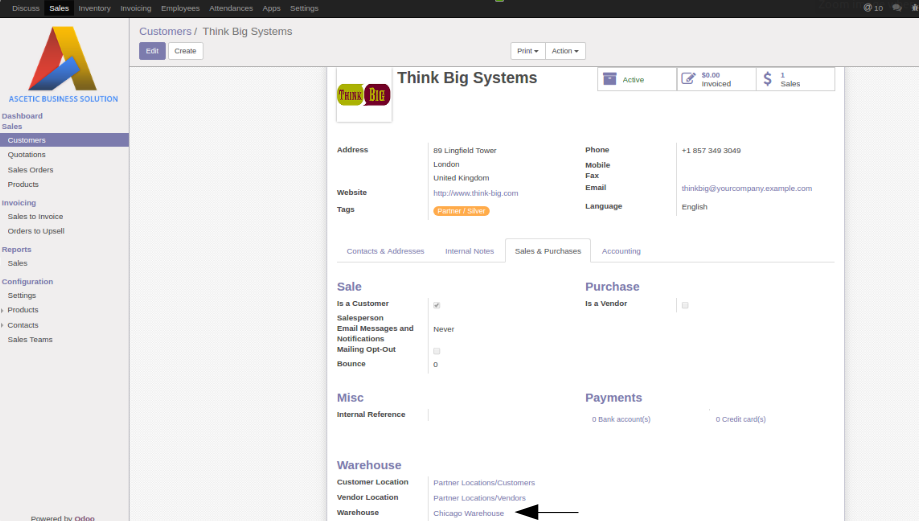 Discuss Sales Inventory Invoicing Employees Attendances Apps Settings
@ 10
Customers / Think Big Systems
Edit Create
Print Action
ASCETIC BUSINESS SOLUTION
Dashboard
Sales
Customers
Quotations
Sales Orders
Products
Invoicing
Sales to Invoice
Orders to Upsell
Reports
Sales
Configuration
Settings
Products
Contacts
Sales Teams
Powered by Odoo
THINK BIG
Think Big Systems
Active
$0.00
Invoiced
1
Sales
Address 89 Lingfield Tower
London
United Kingdom
Website http://www.think-big.com
Tags Partner / Silver
Phone +1 857 349 3049
Mobile
Fax
Email thinkbig@yourcompany.example.com
Language English
Contacts & Addresses Internal Notes Sales & Purchases Accounting
Sale
Is a Customer
Salesperson
Email Messages and Notifications Never
Mailing Opt-Out
Bounce 0
Purchase
Is a Vendor
Misc
Internal Reference
Payments
0 Bank account(s) 0 Credit card(s)
Warehouse
Customer Location Partner Locations/Customers
Vendor Location Partner Locations/Vendors
Warehouse Chicago Warehouse